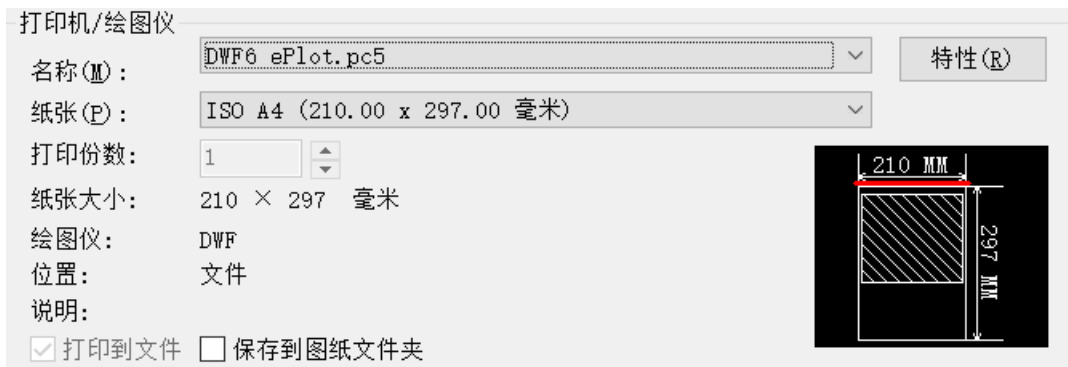 打印机/绘图仪
名称(M)： DWF6 ePlot.pc5 特性(R)
纸张(P)： ISO A4 (210.00 x 297.00 毫米)
打印份数： 1
纸张大小： 210 × 297 毫米
绘图仪： DWF
位置： 文件
说明：
打印到文件 保存到图纸文件夹
210 MM
297 MM